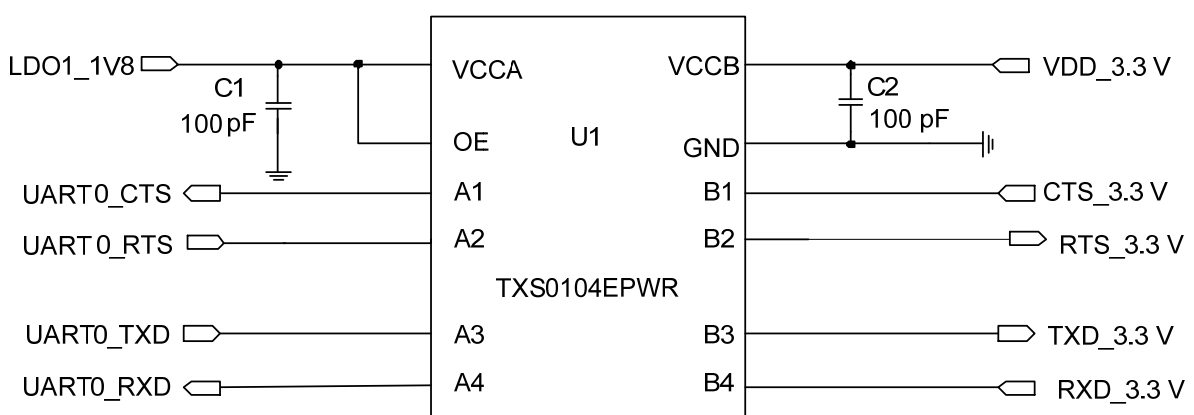 LDO1_1V8
C1
100 pF
VCCA
OE
U1
VCCB
GND
C2
100 pF
VDD_3.3 V
UART0_CTS
A1
B1
CTS_3.3 V
UART0_RTS
A2
B2
RTS_3.3 V
TXS0104EPWR
UART0_TXD
A3
B3
TXD_3.3 V
UART0_RXD
A4
B4
RXD_3.3 V